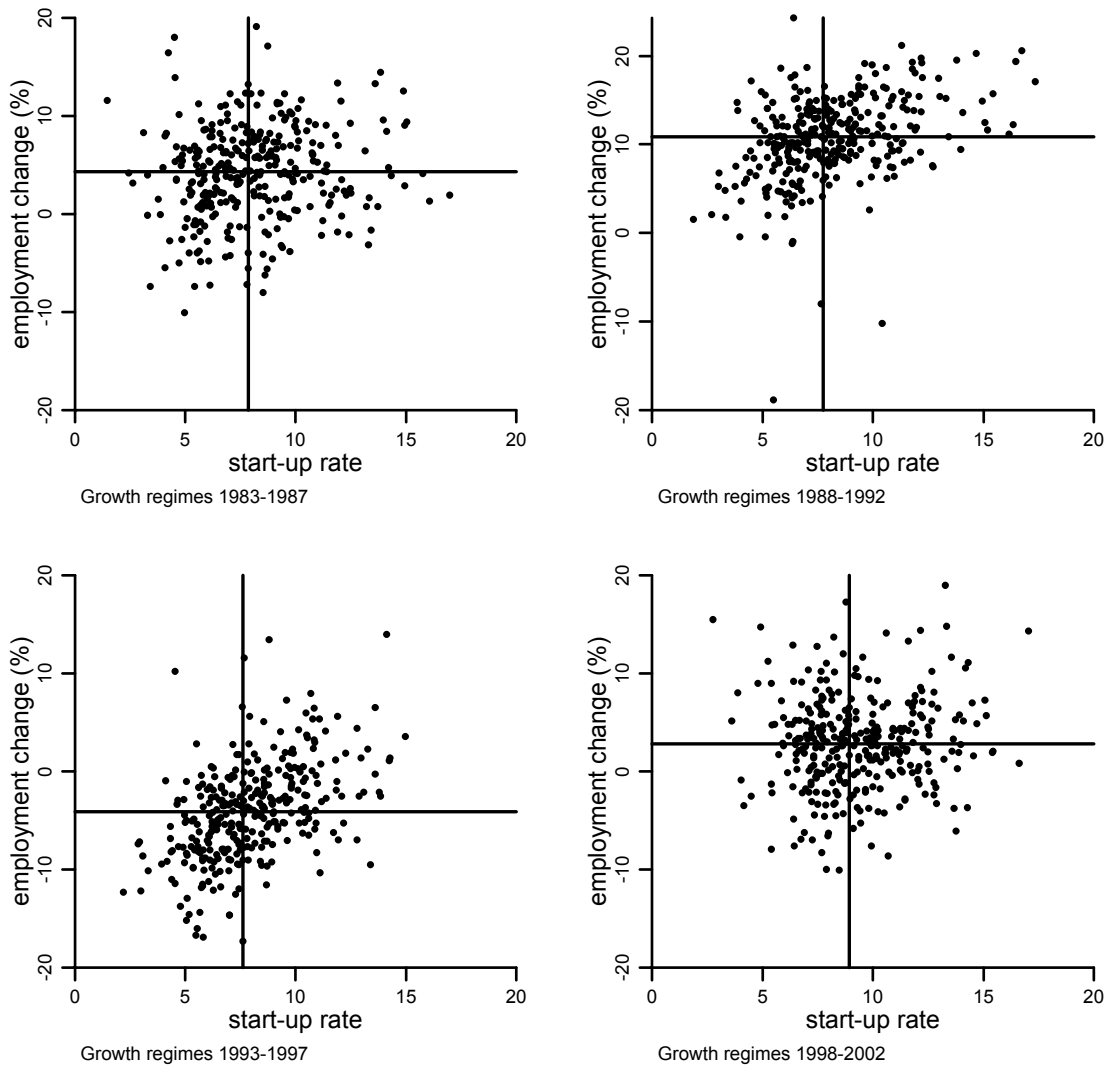 20
10
0
-10
-20
employment change (%)
0 5 10 15 20
start-up rate
Growth regimes 1983-1987
20
10
0
-10
-20
employment change (%)
0 5 10 15 20
start-up rate
Growth regimes 1988-1992
20
10
0
-10
-20
employment change (%)
0 5 10 15 20
start-up rate
Growth regimes 1993-1997
20
10
0
-10
-20
employment change (%)
0 5 10 15 20
start-up rate
Growth regimes 1998-2002